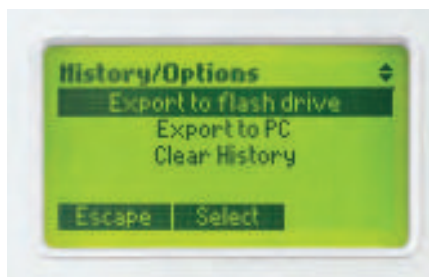 History/Options
Export to flash drive
Export to PC
Clear History
Escape Select